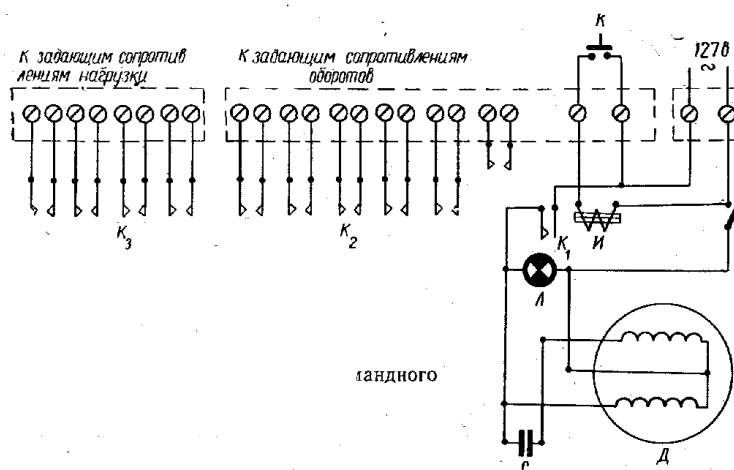 К задающим сопротив
лениям нагрузки
К задающим сопротивлениям
оборотов
К
127в
К₃
К₂
К₁
И
Л
мандного
Д
С